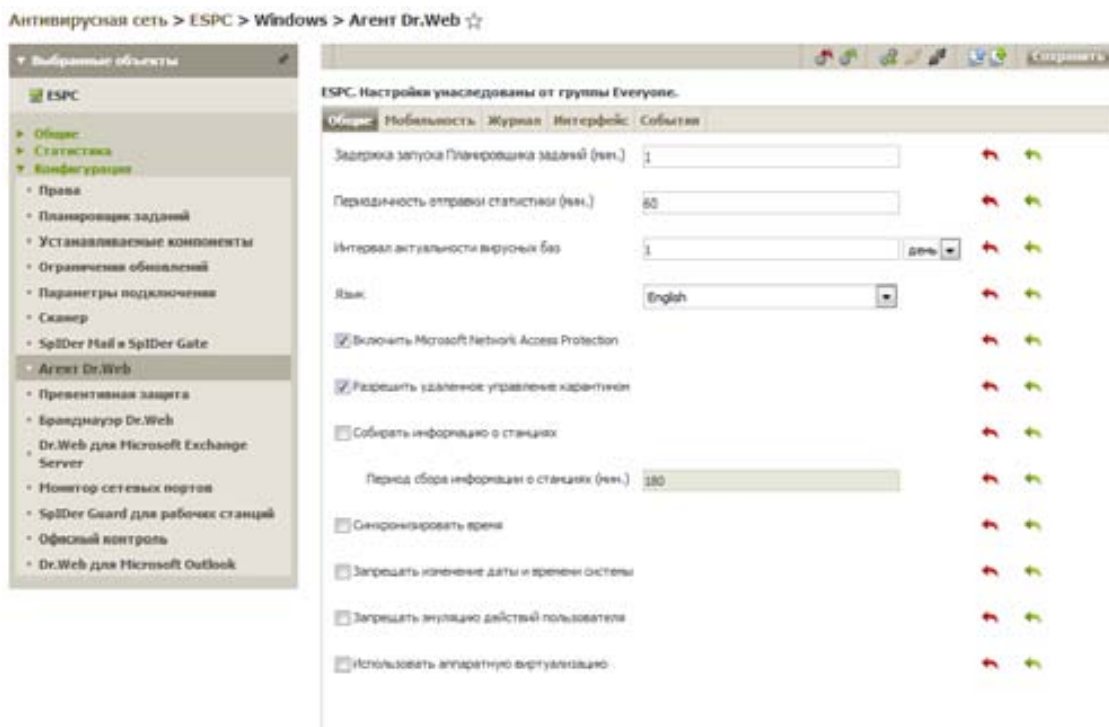 Антивирусная сеть > ESPC > Windows > Агент Dr.Web
Выбранные объекты
ESPC
Общие
Статистика
Конфигурация
Права
Планировщик заданий
Устанавливаемые компоненты
Ограничения обновлений
Параметры подключения
Сканер
SpIDer Mail и SpIDer Gate
Агент Dr.Web
Превентивная защита
Брандмауэр Dr.Web
Dr.Web для Microsoft Exchange
Server
Монитор сетевых портов
SpIDer Guard для рабочих станций
Офисный контроль
Dr.Web для Microsoft Outlook
Сохранить
ESPC. Настройки унаследованы от группы Everyone.
Общие Мобильность Журнал Интерфейс События
Задержка запуска Планировщика заданий (мин.) 1
Периодичность отправки статистики (мин.) 60
Интервал актуальности вирусных баз 1 день
Язык English
Включить Microsoft Network Access Protection
Разрешить удаленное управление карантином
Собирать информацию о станциях
Период сбора информации о станциях (мин.) 180
Синхронизировать время
Запрещать изменение даты и времени системы
Запрещать эмуляцию действий пользователя
Использовать аппаратную виртуализацию